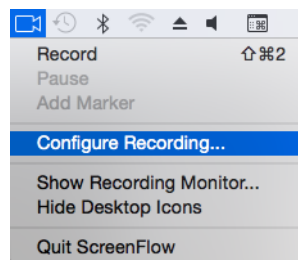 Record ⇧⌘2
Pause
Add Marker
Configure Recording...
Show Recording Monitor...
Hide Desktop Icons
Quit ScreenFlow